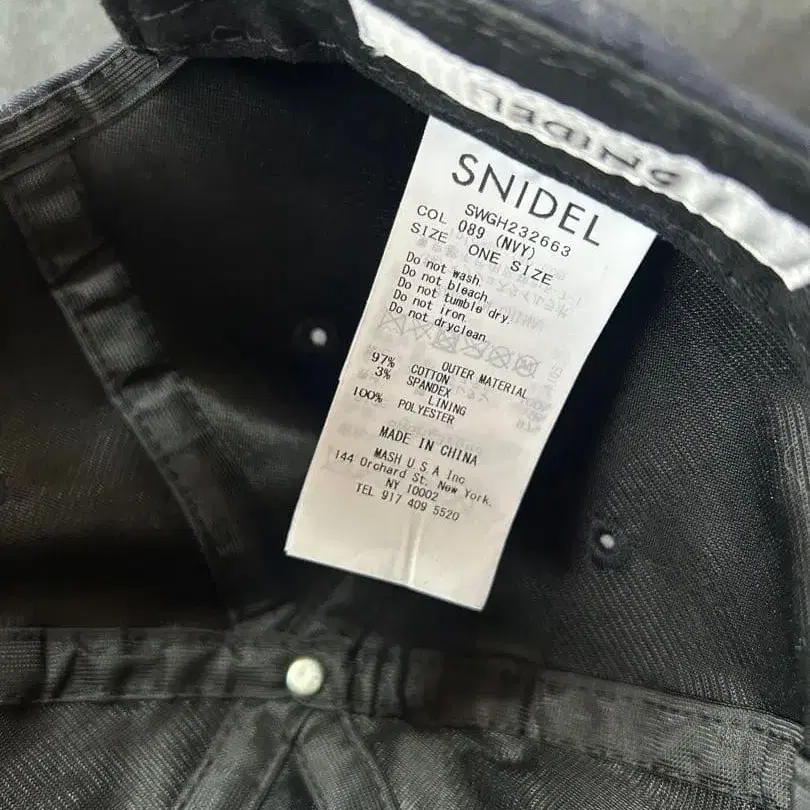 SNIDEL
SNIDEL
SWGH232663
COL 089 (NVY)
SIZE ONE SIZE
Do not wash.
Do not bleach.
Do not tumble dry.
Do not iron.
Do not dryclean.
OUTER MATERIAL
97% COTTON
3% SPANDEX
LINING
100% POLYESTER
MADE IN CHINA
MASH U S A Inc
144 Orchard St. New York.
NY 10002
TEL 917 409 5520